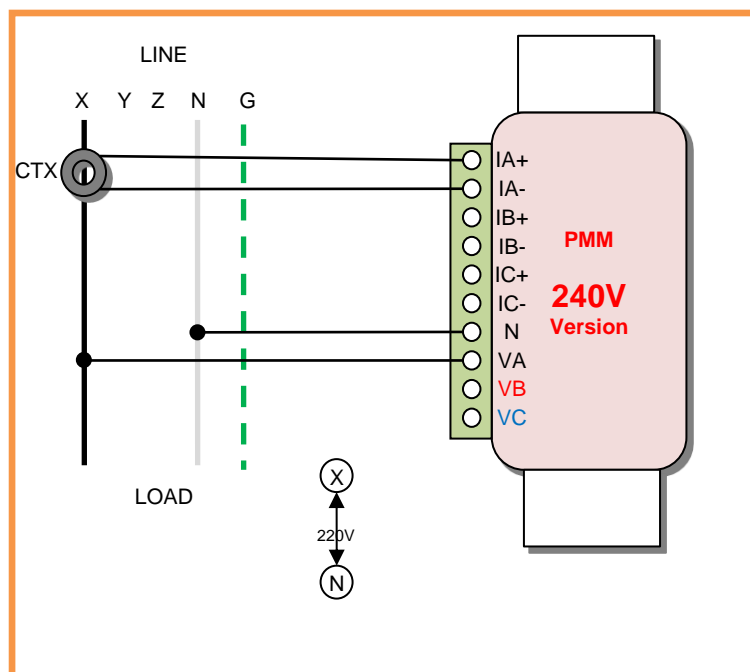 LINE
X Y Z N G
CTX
IA+
IA-
IB+
IB-
IC+
IC-
N
VA
VB
VC
PMM
240V
Version
LOAD
X
220V
N